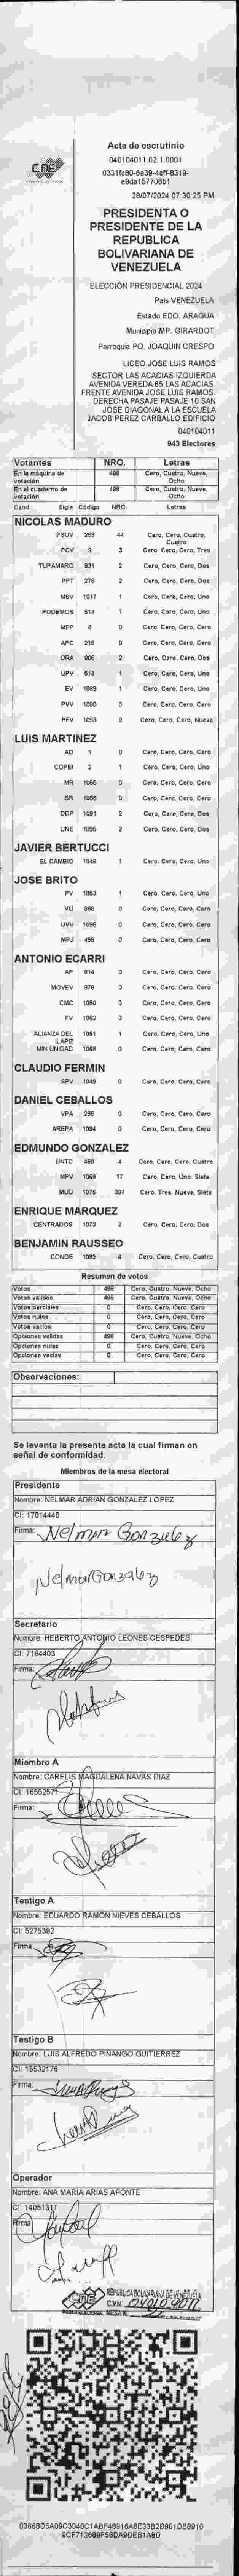 CNE
Acta de escrutinio
040104011.02.1.0001
0331fc80-6e39-4cff-8319-
e9da157706b1
28/07/2024 07:30:25 PM
PRESIDENTA O
PRESIDENTE DE LA
REPUBLICA
BOLIVARIANA DE
VENEZUELA
ELECCIÓN PRESIDENCIAL 2024
Pais VENEZUELA
Estado EDO. ARAGUA
Municipio MP. GIRARDOT
Parroquia PQ. JOAQUIN CRESPO
LICEO JOSE LUIS RAMOS
SECTOR LAS ACACIAS IZQUIERDA
AVENIDA VEREDA 65 LAS ACACIAS.
FRENTE AVENIDA JOSE LUIS RAMOS.
DERECHA PASAJE PASAJE 10 SAN
JOSE DIAGONAL A LA ESCUELA
JACOB PEREZ CARBALLO EDIFICIO
040104011
943 Electores
Votantes NRO. Letras
En la máquina de votación 498 Cero, Cuatro, Nueve, Ocho
En el cuaderno de votación 498 Cero, Cuatro, Nueve, Ocho
Cand. Sigla Código NRO. Letras
NICOLAS MADURO
PSUV 269 44 Cero, Cero, Cuatro, Cuatro
PCV 9 3 Cero, Cero, Cero, Tres
TUPAMARO 931 2 Cero, Cero, Cero, Dos
PPT 276 2 Cero, Cero, Cero, Dos
MSV 1017 1 Cero, Cero, Cero, Uno
PODEMOS 514 1 Cero, Cero, Cero, Uno
MEP 6 0 Cero, Cero, Cero, Cero
APC 219 0 Cero, Cero, Cero, Cero
ORA 906 2 Cero, Cero, Cero, Dos
UPV 613 1 Cero, Cero, Cero, Uno
EV 1089 1 Cero, Cero, Cero, Uno
PVV 1090 0 Cero, Cero, Cero, Cero
PFV 1093 9 Cero, Cero, Cero, Nueve
LUIS MARTINEZ
AD 1 0 Cero, Cero, Cero, Cero
COPEI 2 1 Cero, Cero, Cero, Uno
MR 1065 0 Cero, Cero, Cero, Cero
BR 1066 0 Cero, Cero, Cero, Cero
DDP 1091 2 Cero, Cero, Cero, Dos
UNE 1095 2 Cero, Cero, Cero, Dos
JAVIER BERTUCCI
EL CAMBIO 1048 1 Cero, Cero, Cero, Uno
JOSE BRITO
PV 1053 1 Cero, Cero, Cero, Uno
VU 868 0 Cero, Cero, Cero, Cero
UVV 1096 0 Cero, Cero, Cero, Cero
MPJ 458 0 Cero, Cero, Cero, Cero
ANTONIO ECARRI
AP 914 0 Cero, Cero, Cero, Cero
MOVEV 978 0 Cero, Cero, Cero, Cero
CMC 1050 0 Cero, Cero, Cero, Cero
FV 1052 0 Cero, Cero, Cero, Cero
ALIANZA DEL LAPIZ 1051 1 Cero, Cero, Cero, Uno
MIN UNIDAD 1058 0 Cero, Cero, Cero, Cero
CLAUDIO FERMIN
SPV 1049 0 Cero, Cero, Cero, Cero
DANIEL CEBALLOS
VPA 236 0 Cero, Cero, Cero, Cero
AREPA 1094 0 Cero, Cero, Cero, Cero
EDMUNDO GONZALEZ
UNTC 460 4 Cero, Cero, Cero, Cuatro
MPV 1069 17 Cero, Cero, Uno, Siete
MUD 1075 397 Cero, Tres, Nueve, Siete
ENRIQUE MARQUEZ
CENTRADOS 1073 2 Cero, Cero, Cero, Dos
BENJAMIN RAUSSEO
CONDE 1092 4 Cero, Cero, Cero, Cuatro
Resumen de votos
Votos 498 Cero, Cuatro, Nueve, Ocho
Votos validos 498 Cero, Cuatro, Nueve, Ocho
Votos parciales 0 Cero, Cero, Cero, Cero
Votos nulos 0 Cero, Cero, Cero, Cero
Votos vacios 0 Cero, Cero, Cero, Cero
Opciones validas 498 Cero, Cuatro, Nueve, Ocho
Opciones nulas 0 Cero, Cero, Cero, Cero
Opciones vacias 0 Cero, Cero, Cero, Cero
Observaciones:
Se levanta la presente acta la cual firman en
señal de conformidad.
Miembros de la mesa electoral
Presidente
Nombre: NELMAR ADRIAN GONZALEZ LOPEZ
CI: 17014440
Firma: Nelmar Gonzalez
Nelmar Gonzalez
Secretario
Nombre: HEBERTO ANTONIO LEONES CESPEDES
CI: 7184403
Firma:
Miembro A
Nombre: CARELIS MAGDALENA NAVAS DIAZ
CI: 16552571
Firma:
Testigo A
Nombre: EDUARDO RAMON NIEVES CEBALLOS
CI: 5275392
Firma:
Testigo B
Nombre: LUIS ALFREDO PINANGO GUITIERREZ
CI: 15532176
Firma:
Operador
Nombre: ANA MARIA ARIAS APONTE
CI: 14051311
Firma:
CNE REPUBLICA BOLIVARIANA DE VENEZUELA
C.V.Nº 040104011
MESA Nº 2
03668D5A09C3048C1ABF46916A8E33B2B901DB8910
9CF712689F56DA9DEB1A8D